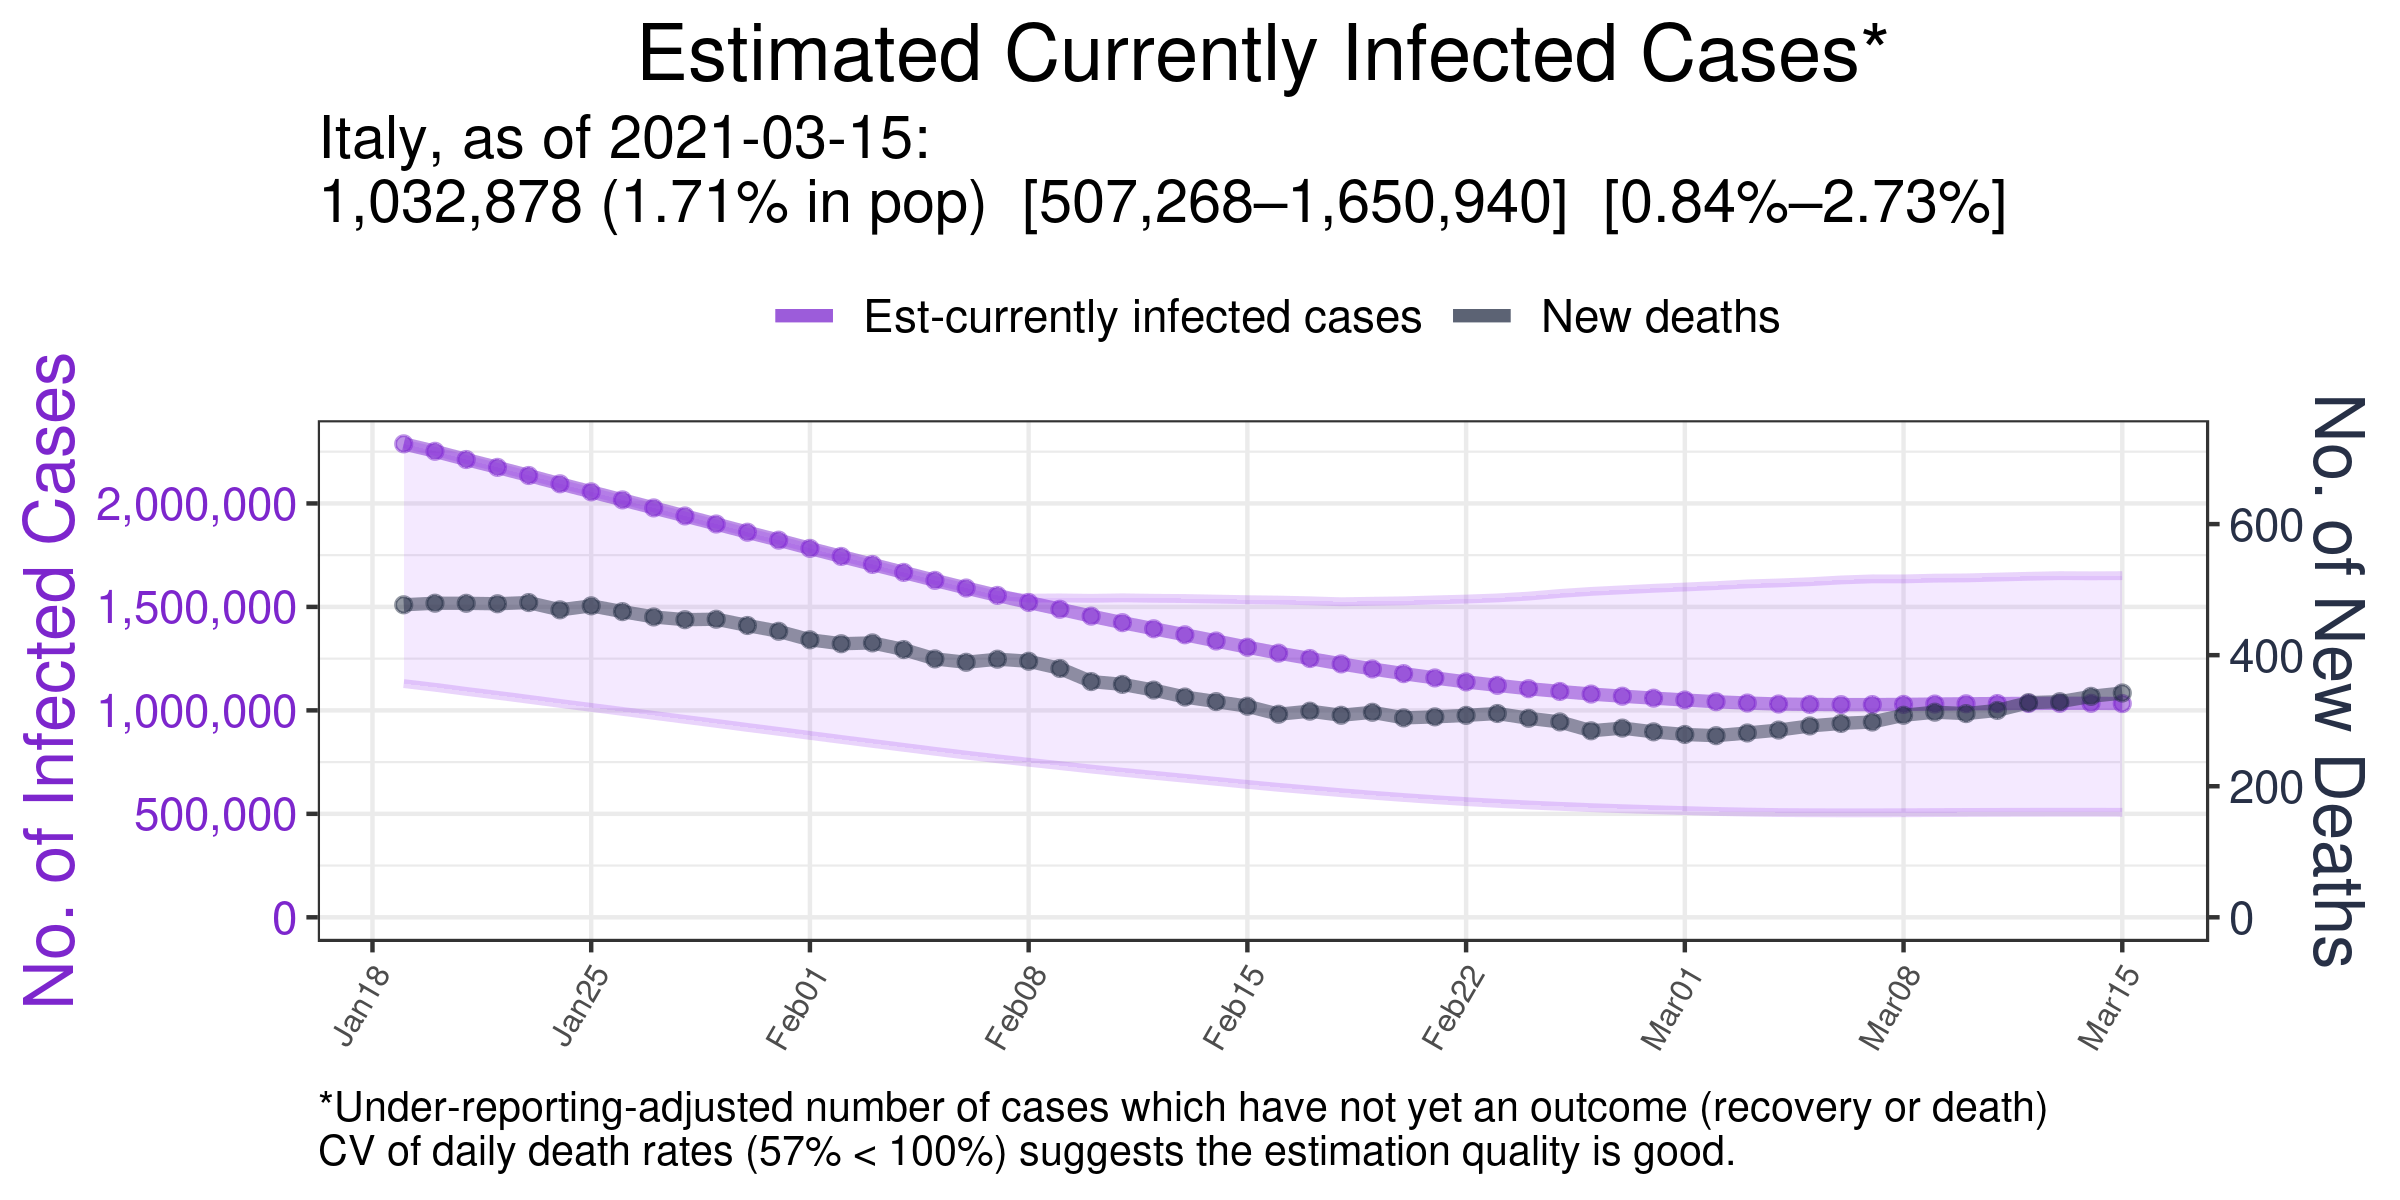 Estimated Currently Infected Cases*
Italy, as of 2021-03-15:
1,032,878 (1.71% in pop)  [507,268–1,650,940]  [0.84%–2.73%]
Est-currently infected cases
New deaths
No. of Infected Cases
2,000,000
1,500,000
1,000,000
500,000
0
600
400
200
0
No. of New Deaths
Jan18
Jan25
Feb01
Feb08
Feb15
Feb22
Mar01
Mar08
Mar15
*Under-reporting-adjusted number of cases which have not yet an outcome (recovery or death)
CV of daily death rates (57% < 100%) suggests the estimation quality is good.